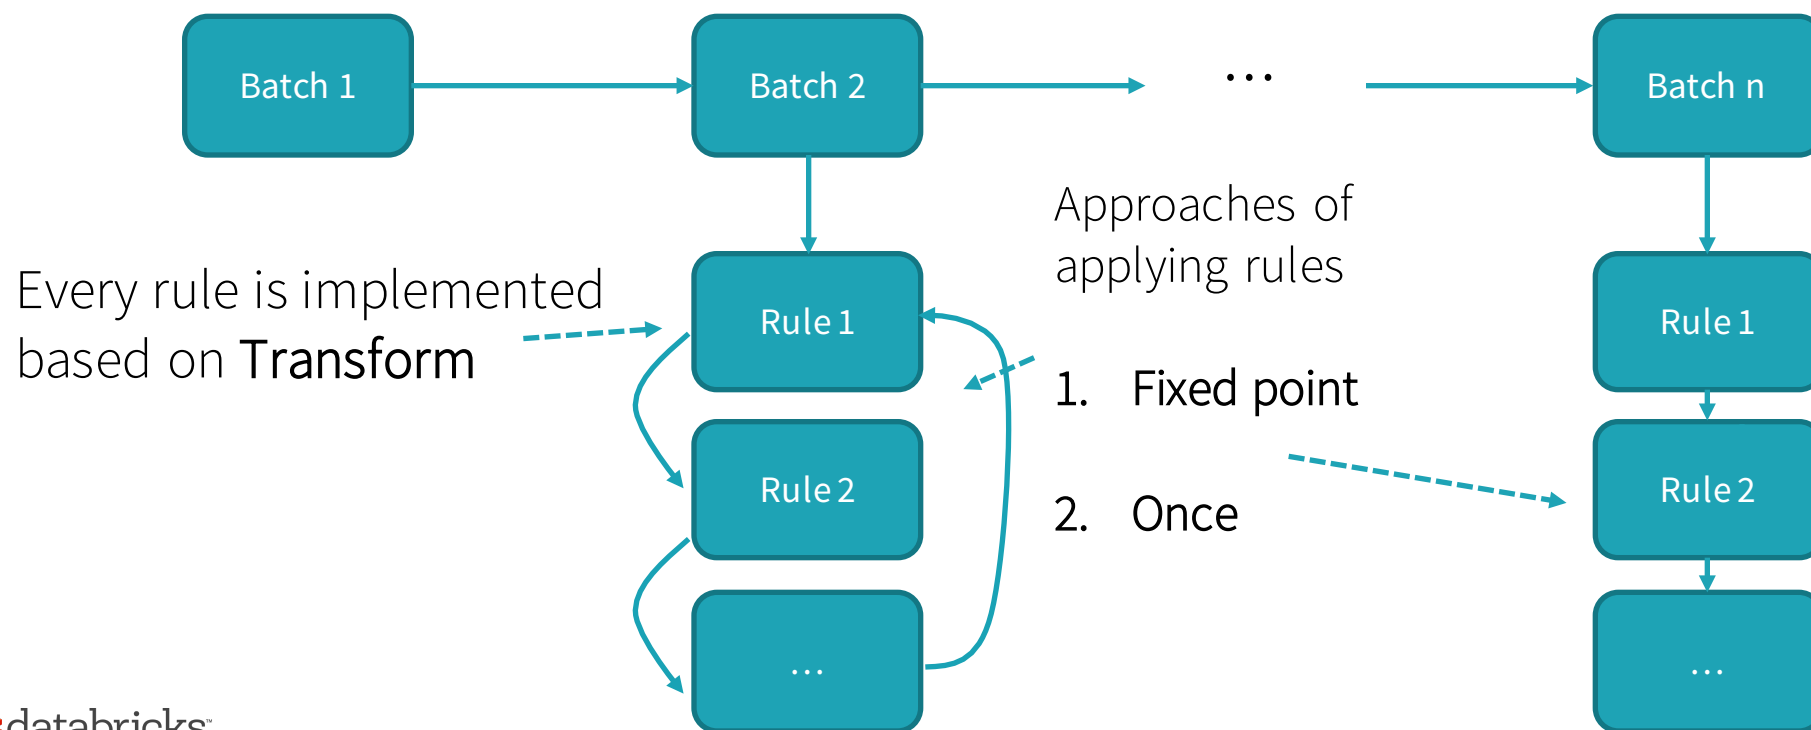 Batch 1
Batch 2
...
Batch n
Approaches of
applying rules
Every rule is implemented
based on Transform
Rule 1
Rule 1
1. Fixed point
Rule 2
Rule 2
2. Once
...
...
databricks™